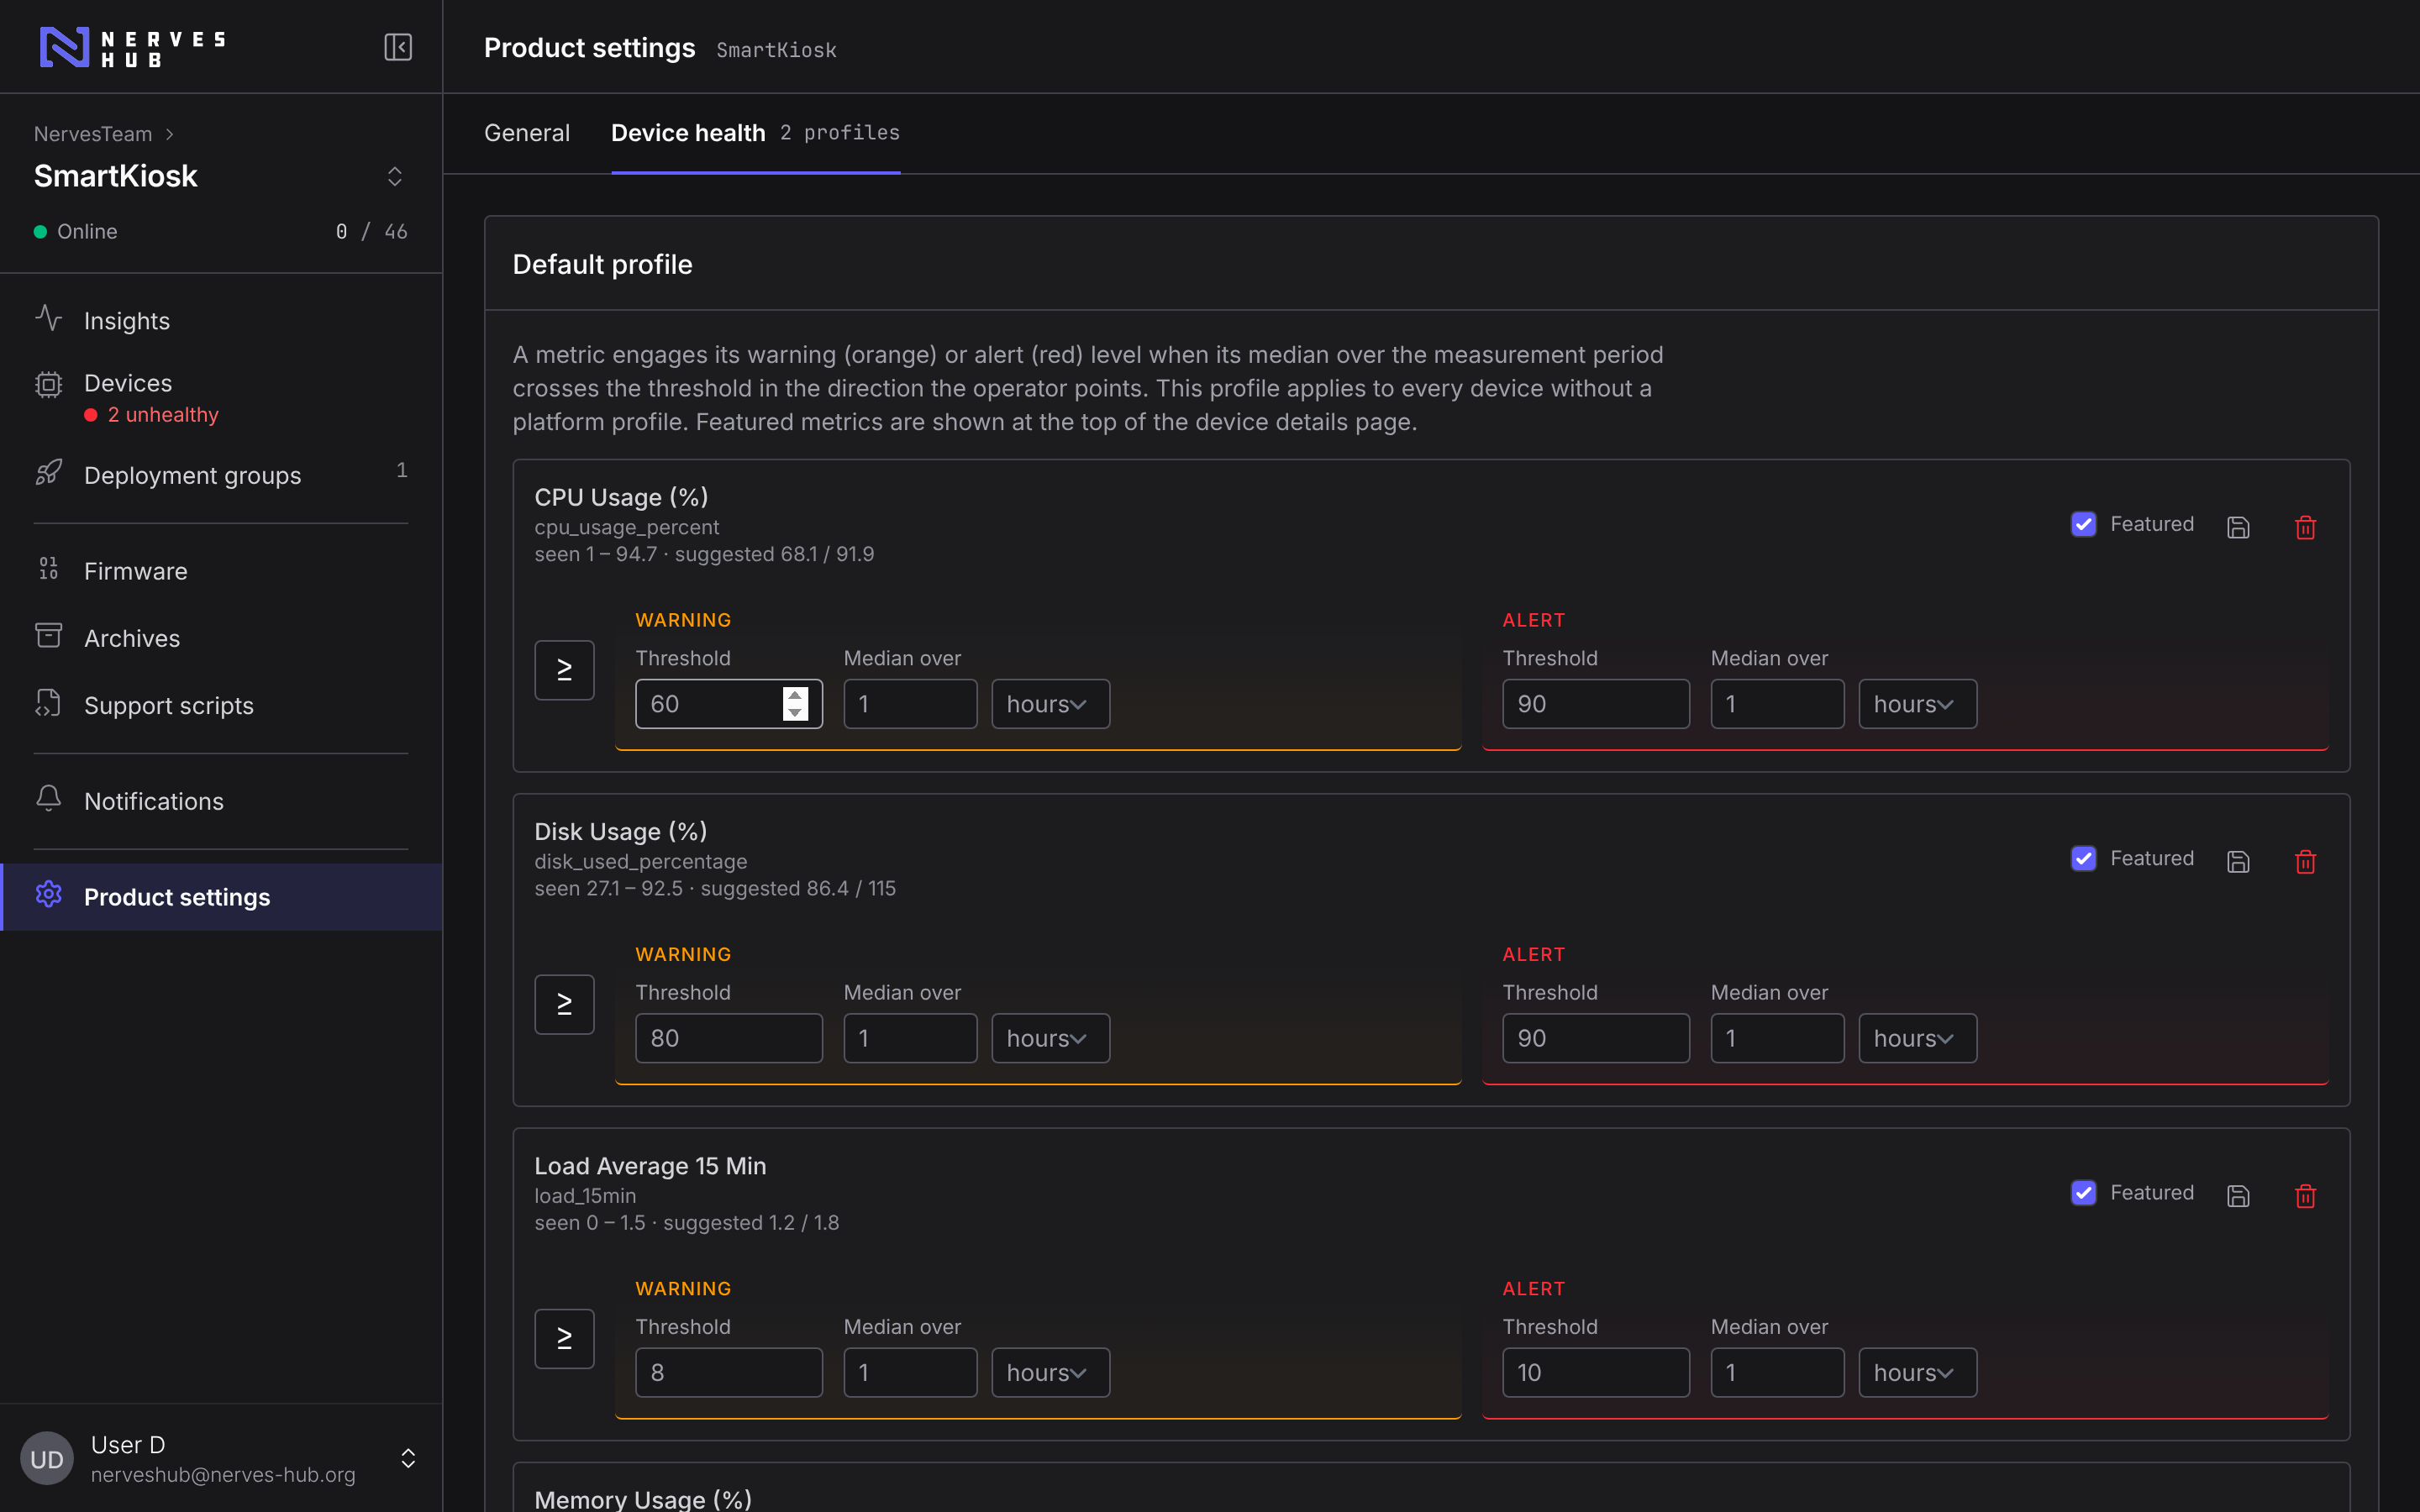 NERVES
HUB
NervesTeam
SmartKiosk
Online 0 / 46
Insights
Devices
2 unhealthy
Deployment groups 1
Firmware
Archives
Support scripts
Notifications
Product settings
UD
User D
nerveshub@nerves-hub.org
Product settings SmartKiosk
General Device health 2 profiles
Default profile
A metric engages its warning (orange) or alert (red) level when its median over the measurement period
crosses the threshold in the direction the operator points. This profile applies to every device without a
platform profile. Featured metrics are shown at the top of the device details page.
CPU Usage (%)
cpu_usage_percent
seen 1 – 94.7 · suggested 68.1 / 91.9
Featured
WARNING
Threshold Median over
≥ 60 1 hours
ALERT
Threshold Median over
90 1 hours
Disk Usage (%)
disk_used_percentage
seen 27.1 – 92.5 · suggested 86.4 / 115
Featured
WARNING
Threshold Median over
≥ 80 1 hours
ALERT
Threshold Median over
90 1 hours
Load Average 15 Min
load_15min
seen 0 – 1.5 · suggested 1.2 / 1.8
Featured
WARNING
Threshold Median over
≥ 8 1 hours
ALERT
Threshold Median over
10 1 hours
Memory Usage (%)